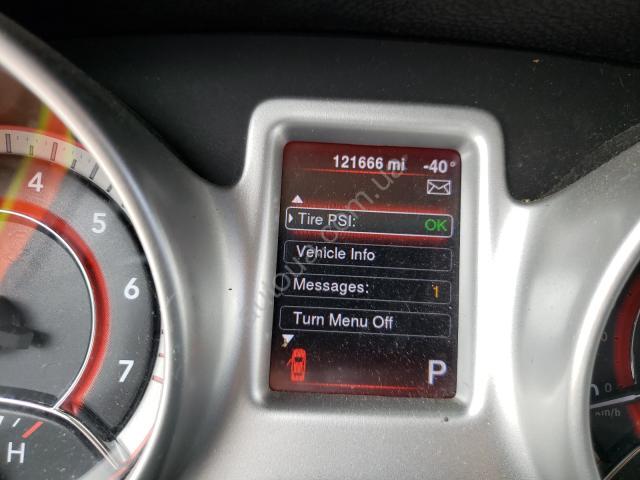 121666 mi -40°
Tire PSI: OK
Vehicle Info
Messages: 1
Turn Menu Off
P
4
5
6
7
H